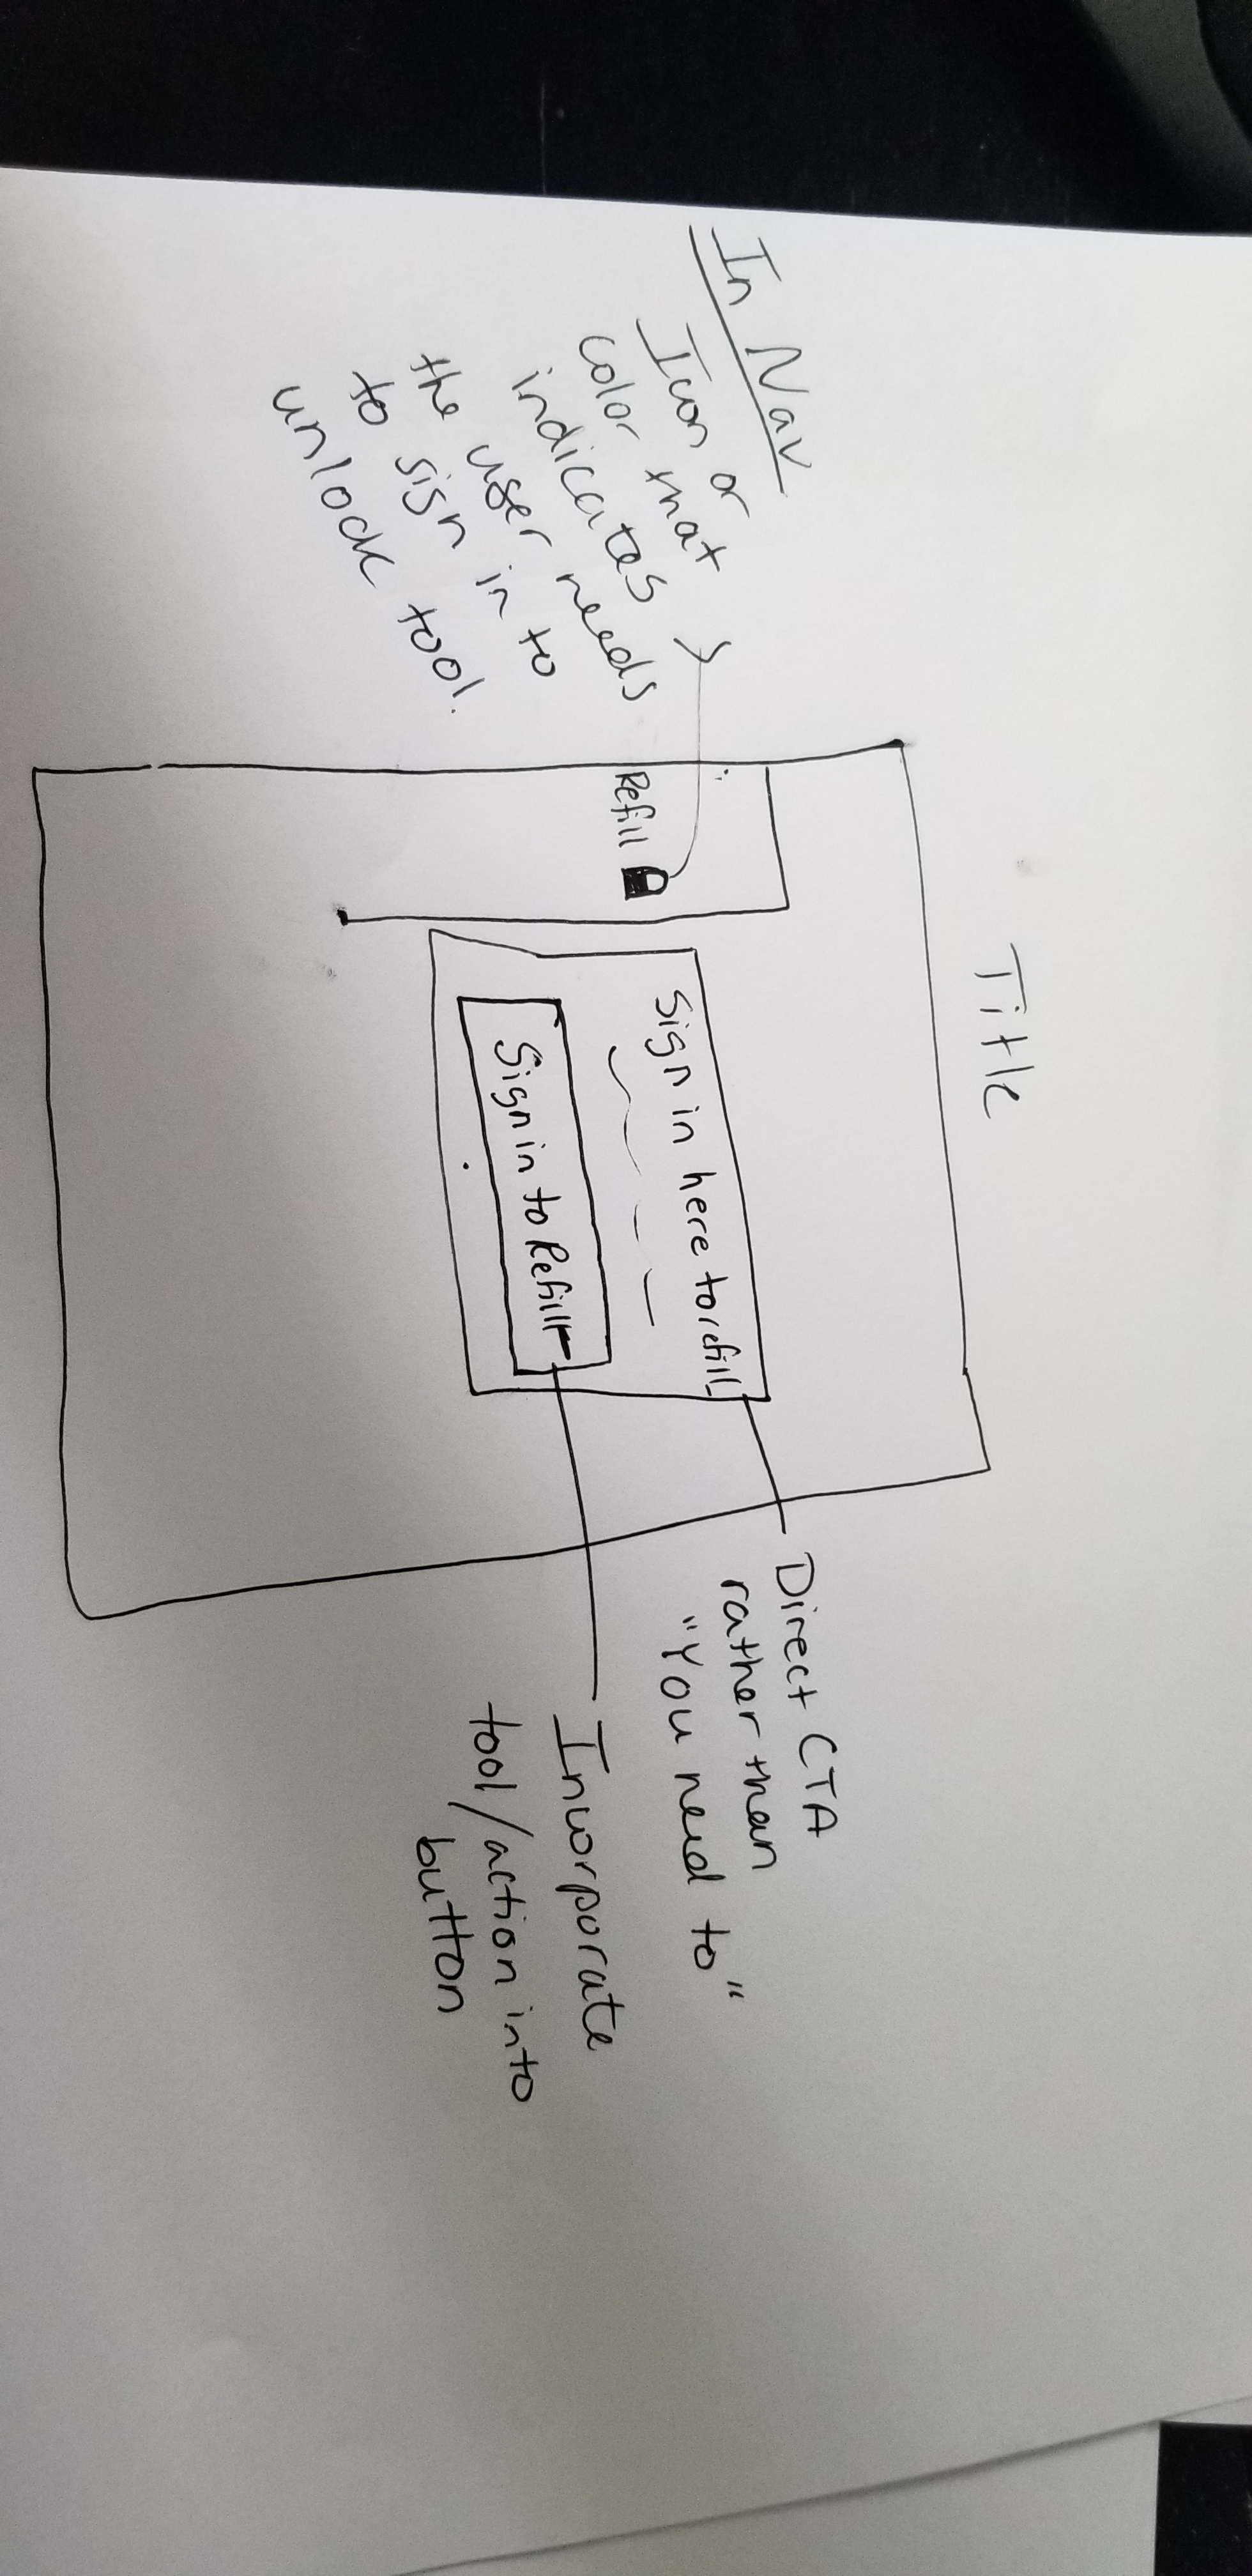 Title
In Nav
Icon or
color that
indicates
the user needs
to sign in to
unlock tool.
Refill
Sign in here to refill
Sign in to Refill
Direct CTA
rather than
"You need to"
Incorporate
tool/action into
button